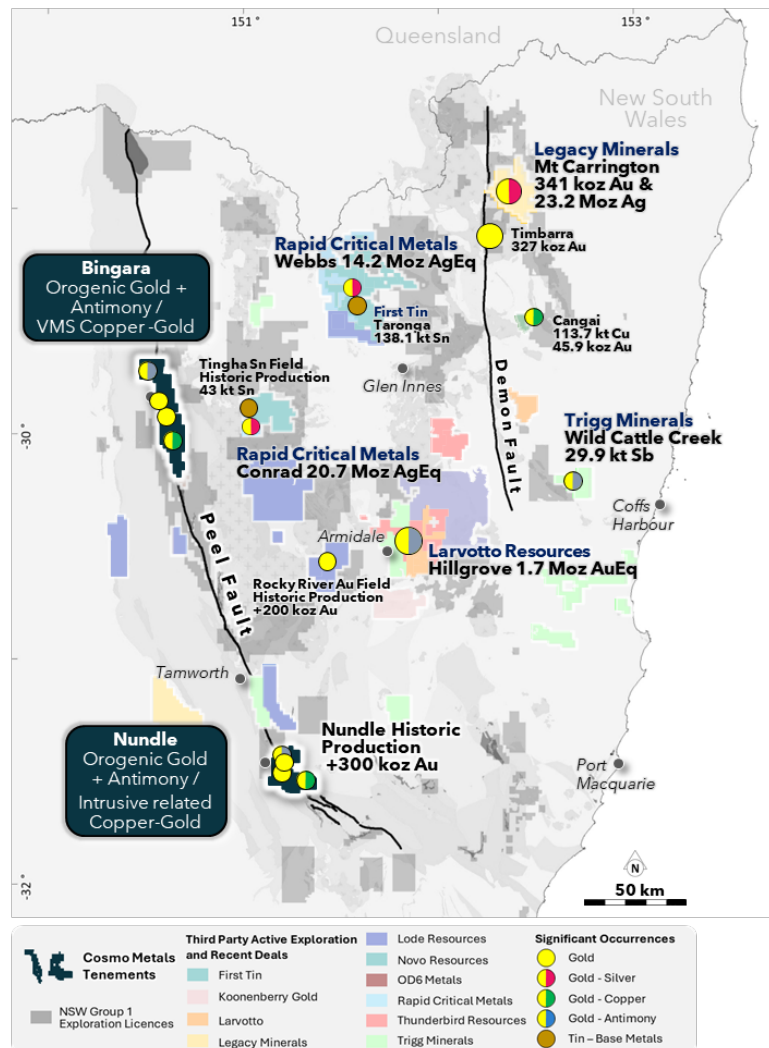 151°
153°
Queensland
New South
Wales
Legacy Minerals
Mt Carrington
341 koz Au &
23.2 Moz Ag
Timbarra
327 koz Au
Rapid Critical Metals
Webbs 14.2 Moz AgEq
Bingara
Orogenic Gold +
Antimony /
VMS Copper -Gold
First Tin
Taronga
138.1 kt Sn
Cangai
113.7 kt Cu
45.9 koz Au
Tingha Sn Field
Historic Production
43 kt Sn
Glen Innes
Demon Fault
-30
Trigg Minerals
Wild Cattle Creek
29.9 kt Sb
Rapid Critical Metals
Conrad 20.7 Moz AgEq
Coffs
Harbour
Peel Fault
Armidale
Larvotto Resources
Hillgrove 1.7 Moz AuEq
Rocky River Au Field
Historic Production
+200 koz Au
Tamworth
Nundle
Orogenic Gold
+ Antimony /
Intrusive related
Copper-Gold
Nundle Historic
Production
+300 koz Au
Port
Macquarie
-32
N
50 km
Cosmo Metals
Tenements
NSW Group 1
Exploration Licences
Third Party Active Exploration
and Recent Deals
First Tin
Koonenberry Gold
Larvotto
Legacy Minerals
Lode Resources
Novo Resources
OD6 Metals
Rapid Critical Metals
Thunderbird Resources
Trigg Minerals
Significant Occurrences
Gold
Gold - Silver
Gold - Copper
Gold - Antimony
Tin – Base Metals